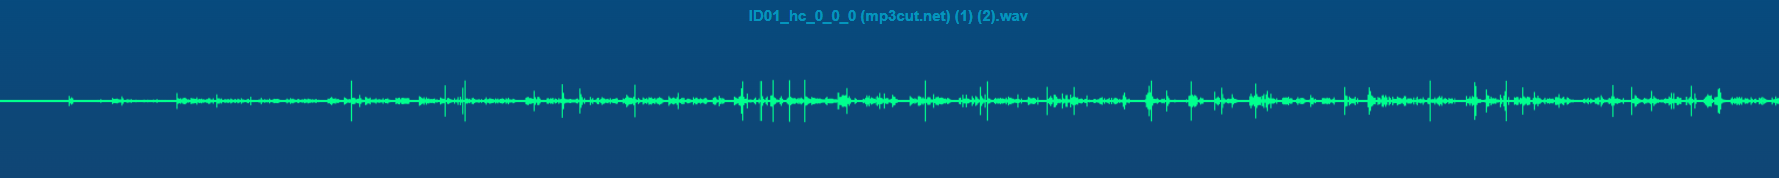 ID01_hc_0_0_0 (mp3cut.net) (1) (2).wav